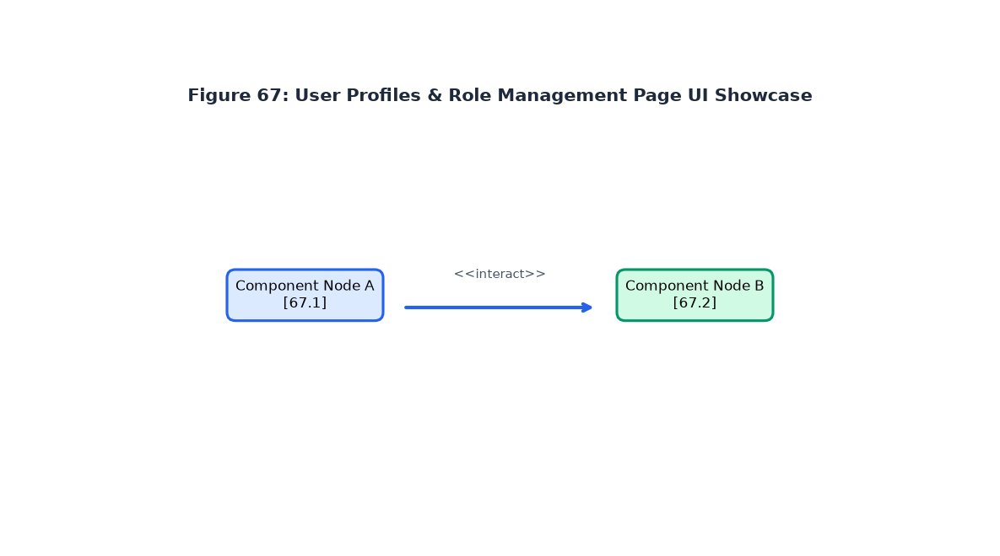 Figure 67: User Profiles & Role Management Page UI Showcase
<<interact>>
Component Node A
[67.1]
Component Node B
[67.2]